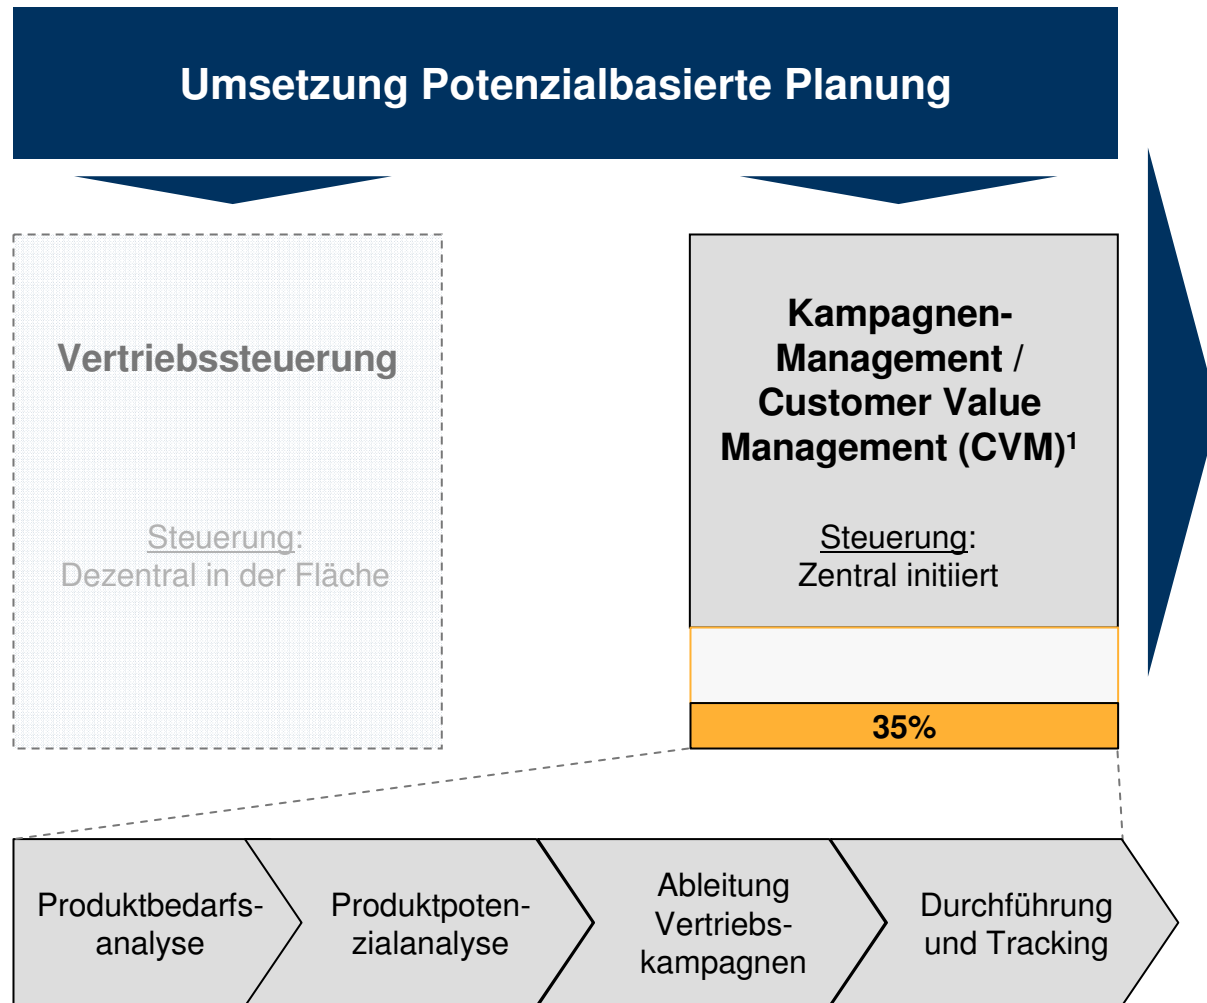 Umsetzung Potenzialbasierte Planung
Vertriebssteuerung
Steuerung:
Dezentral in der Fläche
Kampagnen-
Management /
Customer Value
Management (CVM)¹
Steuerung:
Zentral initiiert
35%
Produktbedarfs-
analyse
Produktpoten-
zialanalyse
Ableitung
Vertriebs-
kampagnen
Durchführung
und Tracking